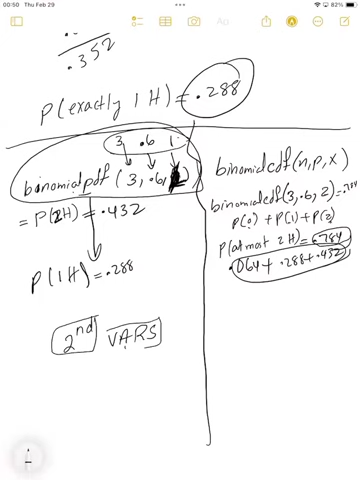 00:50 Thu Feb 29
82%
Aa
.352
P(exactly 1 H) = .288
3 .6 1
binomialpdf (3, .6, )
= P(2H) = .432
P(1H) = .288
2nd VARS
binomialcdf(n, p, x)
binomialcdf(3, .6, 2) = .784
P(0) + P(1) + P(2)
P(at most 2 H) = .784
.064 + .288 + .432